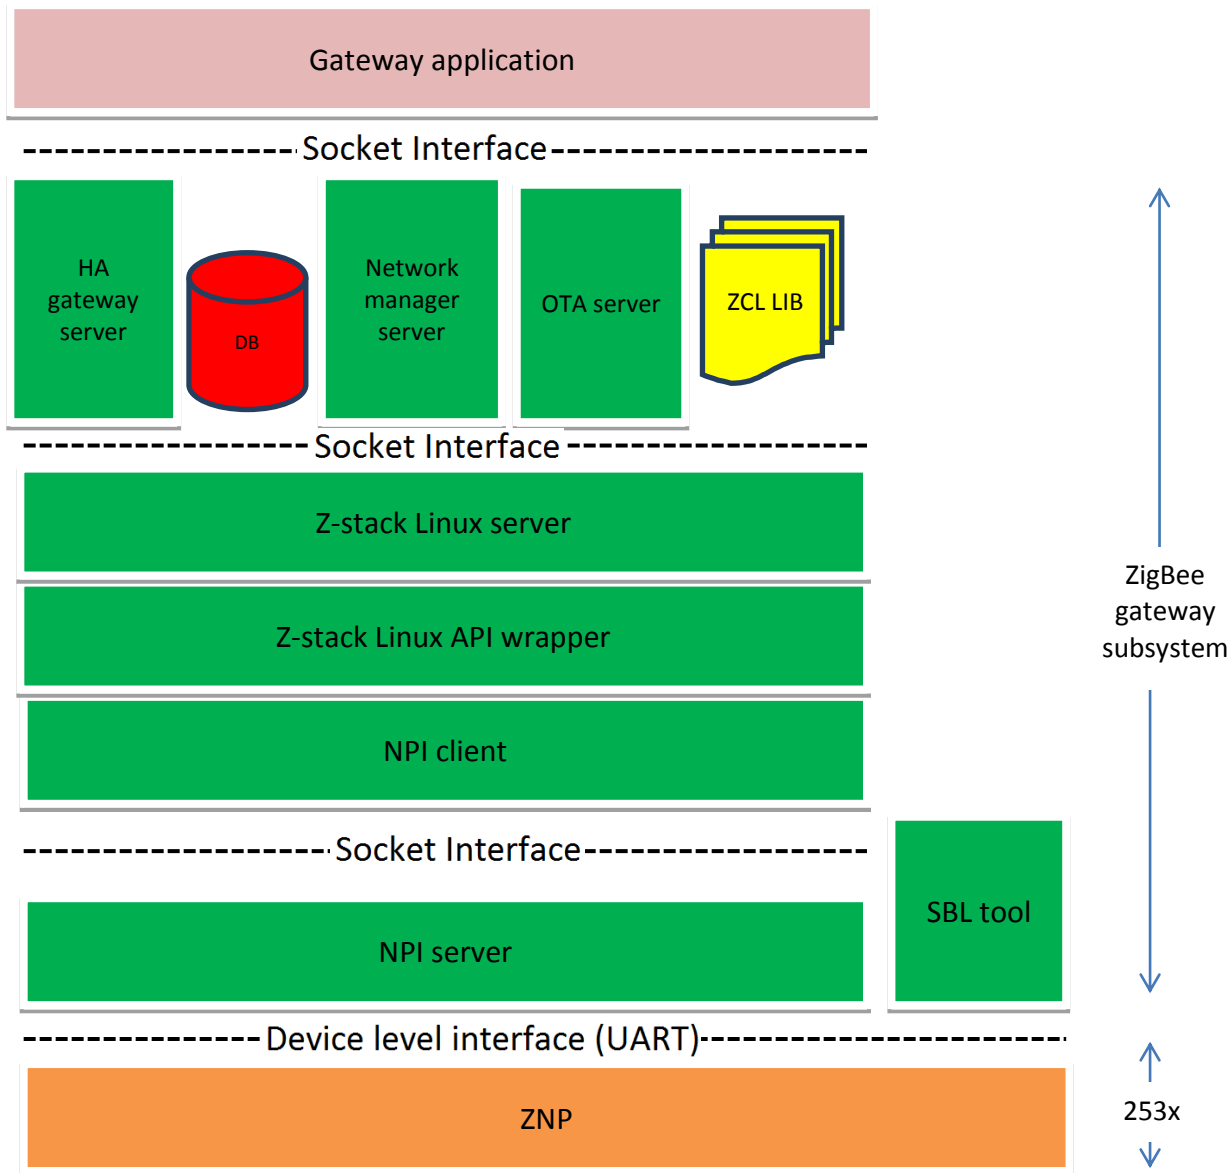 Gateway application
Socket Interface
HA
gateway
server
DB
Network
manager
server
OTA server
ZCL LIB
Socket Interface
Z-stack Linux server
Z-stack Linux API wrapper
NPI client
Socket Interface
NPI server
SBL tool
ZigBee
gateway
subsystem
Device level interface (UART)
ZNP
253x